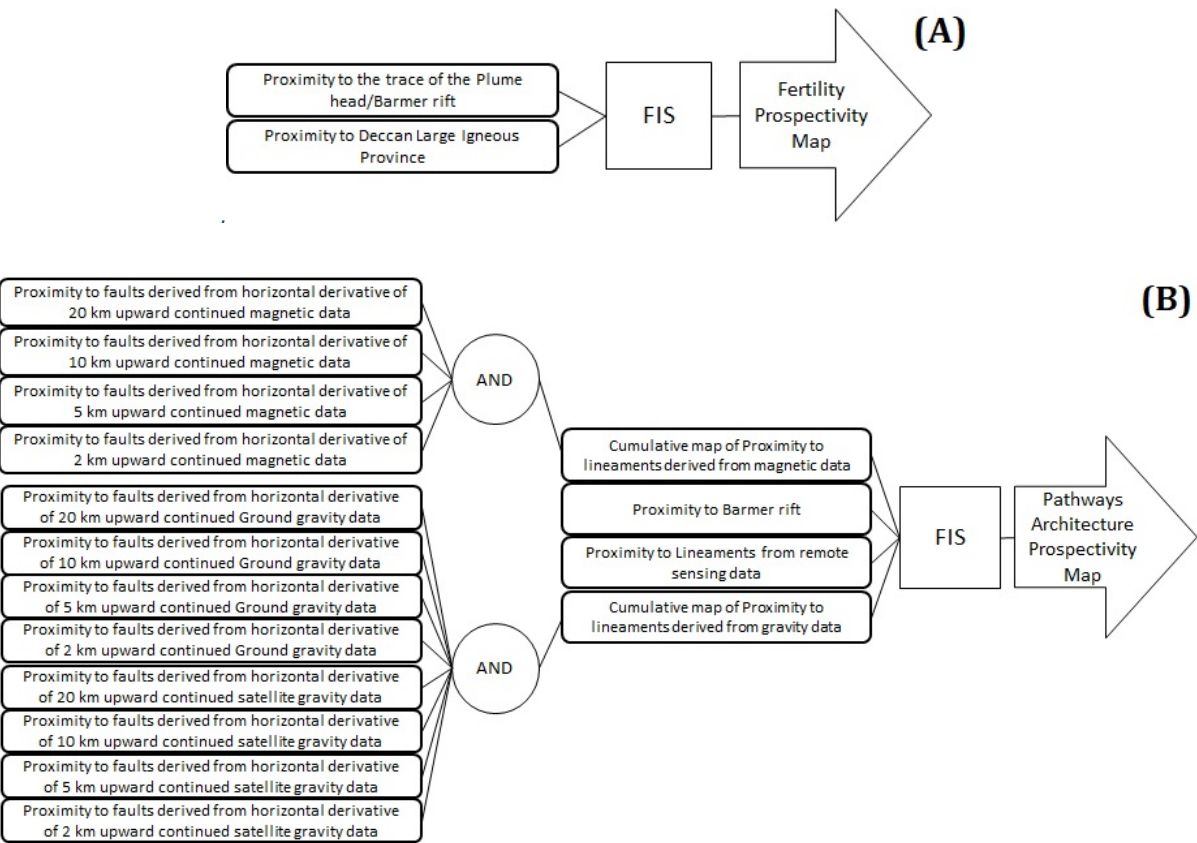 (A)
Proximity to the trace of the Plume
head/Barmer rift
Proximity to Deccan Large Igneous
Province
FIS
Fertility
Prospectivity
Map
(B)
Proximity to faults derived from horizontal derivative of
20 km upward continued magnetic data
Proximity to faults derived from horizontal derivative of
10 km upward continued magnetic data
Proximity to faults derived from horizontal derivative of
5 km upward continued magnetic data
Proximity to faults derived from horizontal derivative of
2 km upward continued magnetic data
AND
Proximity to faults derived from horizontal derivative
of 20 km upward continued Ground gravity data
Proximity to faults derived from horizontal derivative
of 10 km upward continued Ground gravity data
Proximity to faults derived from horizontal derivative
of 5 km upward continued Ground gravity data
Proximity to faults derived from horizontal derivative
of 2 km upward continued Ground gravity data
Proximity to faults derived from horizontal derivative
of 20 km upward continued satellite gravity data
Proximity to faults derived from horizontal derivative
of 10 km upward continued satellite gravity data
Proximity to faults derived from horizontal derivative
of 5 km upward continued satellite gravity data
Proximity to faults derived from horizontal derivative
of 2 km upward continued satellite gravity data
AND
Cumulative map of Proximity to
lineaments derived from magnetic data
Proximity to Barmer rift
Proximity to Lineaments from remote
sensing data
Cumulative map of Proximity to
lineaments derived from gravity data
FIS
Pathways
Architecture
Prospectivity
Map